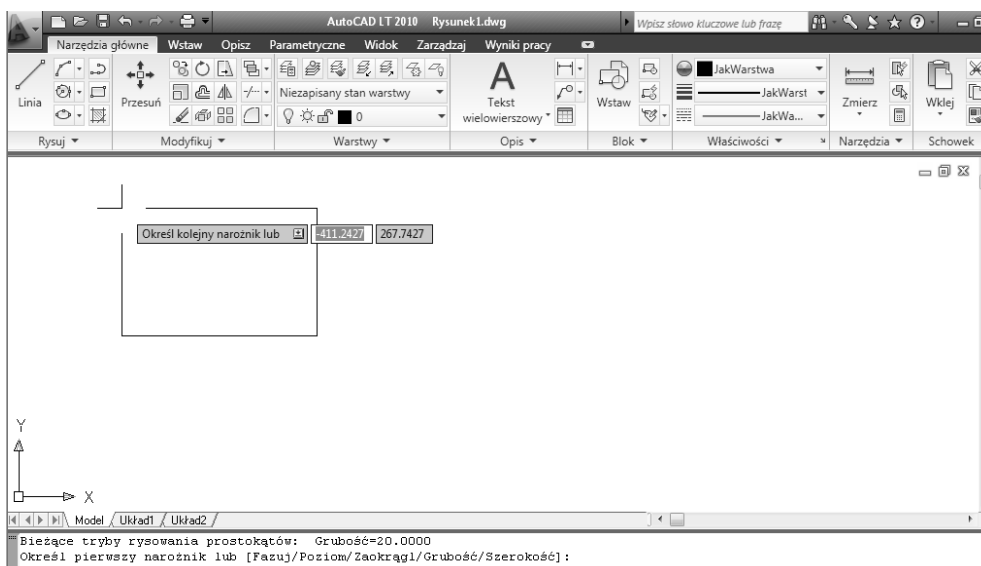 AutoCAD LT 2010 Rysunek1.dwg Wpisz słowo kluczowe lub frazę
Narzędzia główne Wstaw Opisz Parametryczne Widok Zarządzaj Wyniki pracy
Linia
Przesuń
Niezapisany stan warstwy
0
A
Tekst
wielowierszowy
Wstaw
JakWarstwa
JakWarst
JakWa...
Zmierz
Wklej
Rysuj Modyfikuj Warstwy Opis Blok Właściwości Narzędzia Schowek
Określ kolejny narożnik lub -411.2427 267.7427
Y
X
Model Układ1 Układ2
Bieżące tryby rysowania prostokątów: Grubość=20.0000
Określ pierwszy narożnik lub [Fazuj/Poziom/Zaokrągl/Grubość/Szerokość]: